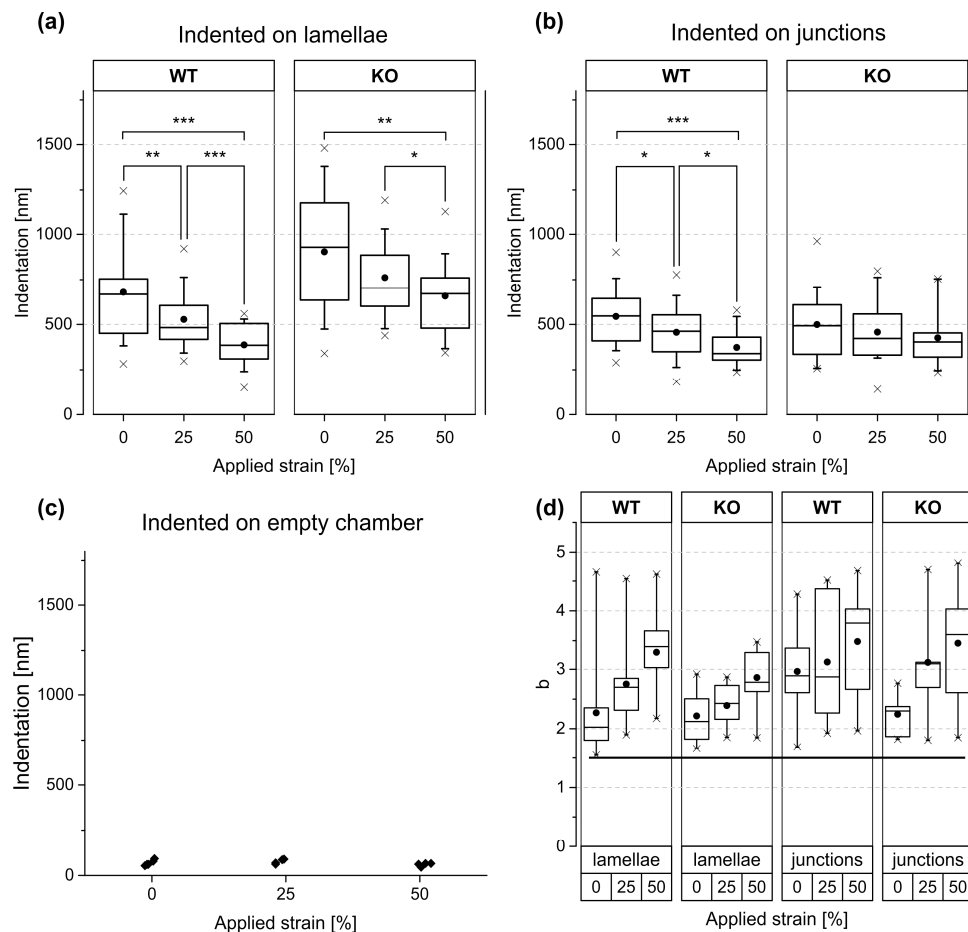 (a)
Indented on lamellae
WT
KO
***
**
***
**
*
1500
1000
500
0
Indentation [nm]
0 25 50
0 25 50
Applied strain [%]
(b)
Indented on junctions
WT
KO
***
*
*
1500
1000
500
0
Indentation [nm]
0 25 50
0 25 50
Applied strain [%]
(c)
Indented on empty chamber
1500
1000
500
0
Indentation [nm]
0 25 50
Applied strain [%]
(d)
WT
KO
WT
KO
5
4
3
2
1
0
b
lamellae
lamellae
junctions
junctions
0 25 50
0 25 50
0 25 50
0 25 50
Applied strain [%]